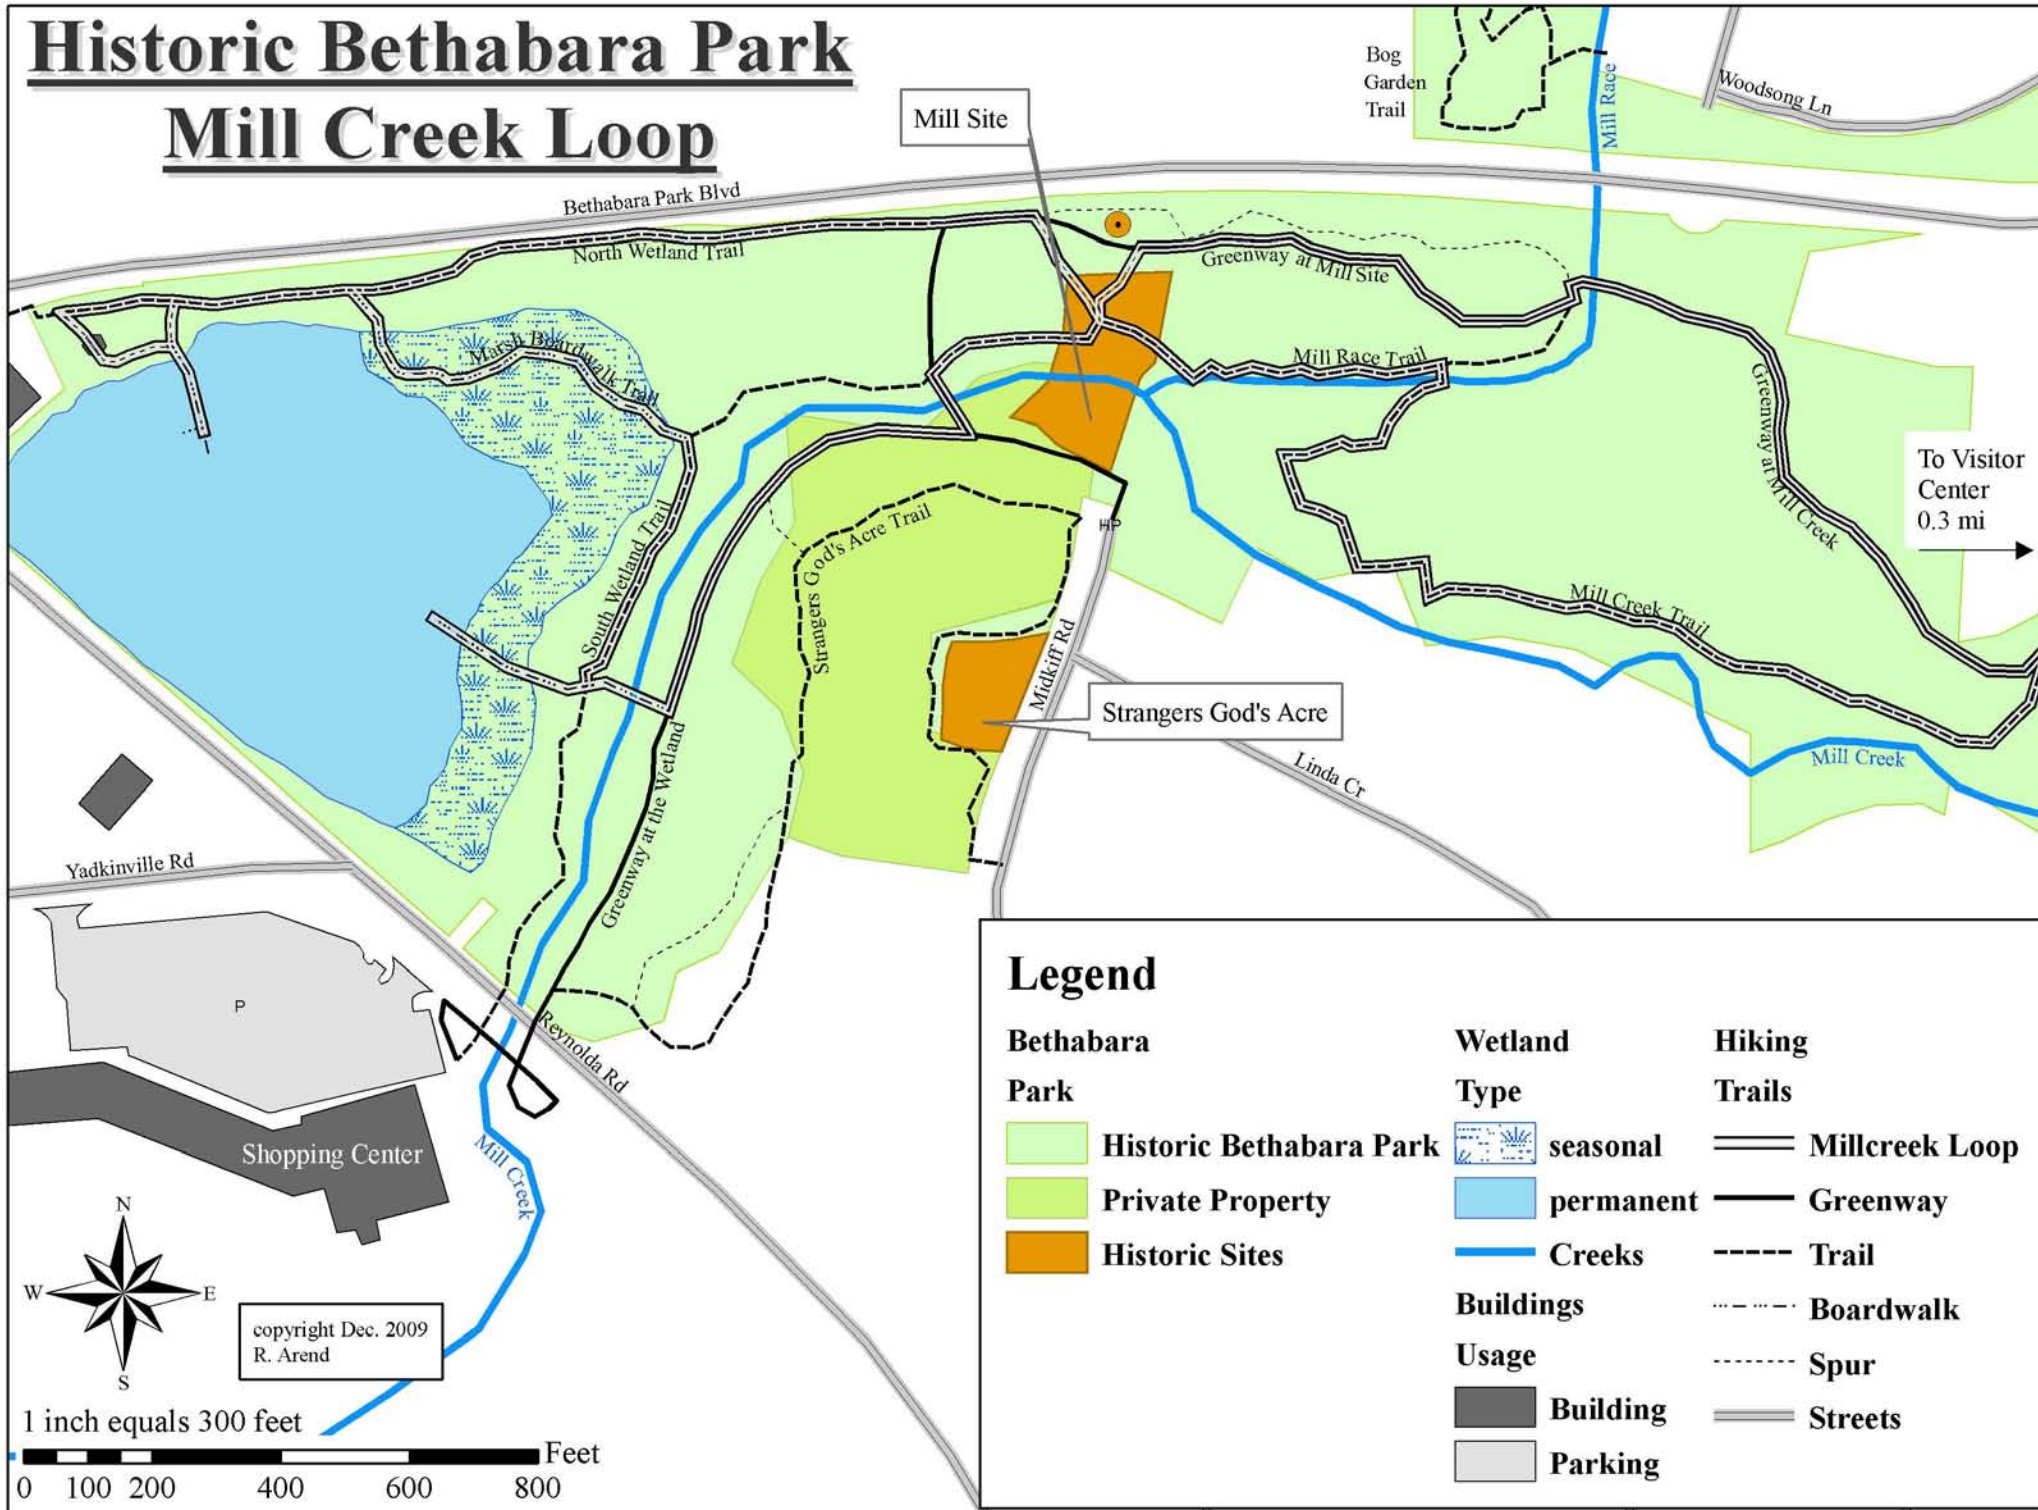 Historic Bethabara Park
Mill Creek Loop
Mill Site
Bog
Garden
Trail
Mill Race
Woodsong Ln
Bethabara Park Blvd
North Wetland Trail
Greenway at Mill Site
Marsh Boardwalk Trail
Mill Race Trail
Greenway at Mill Creek
To Visitor
Center
0.3 mi
South Wetland Trail
Strangers God's Acre Trail
HP
Mill Creek Trail
Midkiff Rd
Strangers God's Acre
Mill Creek
Linda Cr
Greenway at the Wetland
Yadkinville Rd
P
Reynolda Rd
Shopping Center
Mill Creek
N
W
E
S
copyright Dec. 2009
R. Arend
1 inch equals 300 feet
Feet
0 100 200 400 600 800
Legend
Bethabara
Park
Historic Bethabara Park
Private Property
Historic Sites
Wetland
Type
seasonal
permanent
Creeks
Buildings
Usage
Building
Parking
Hiking
Trails
Millcreek Loop
Greenway
Trail
Boardwalk
Spur
Streets